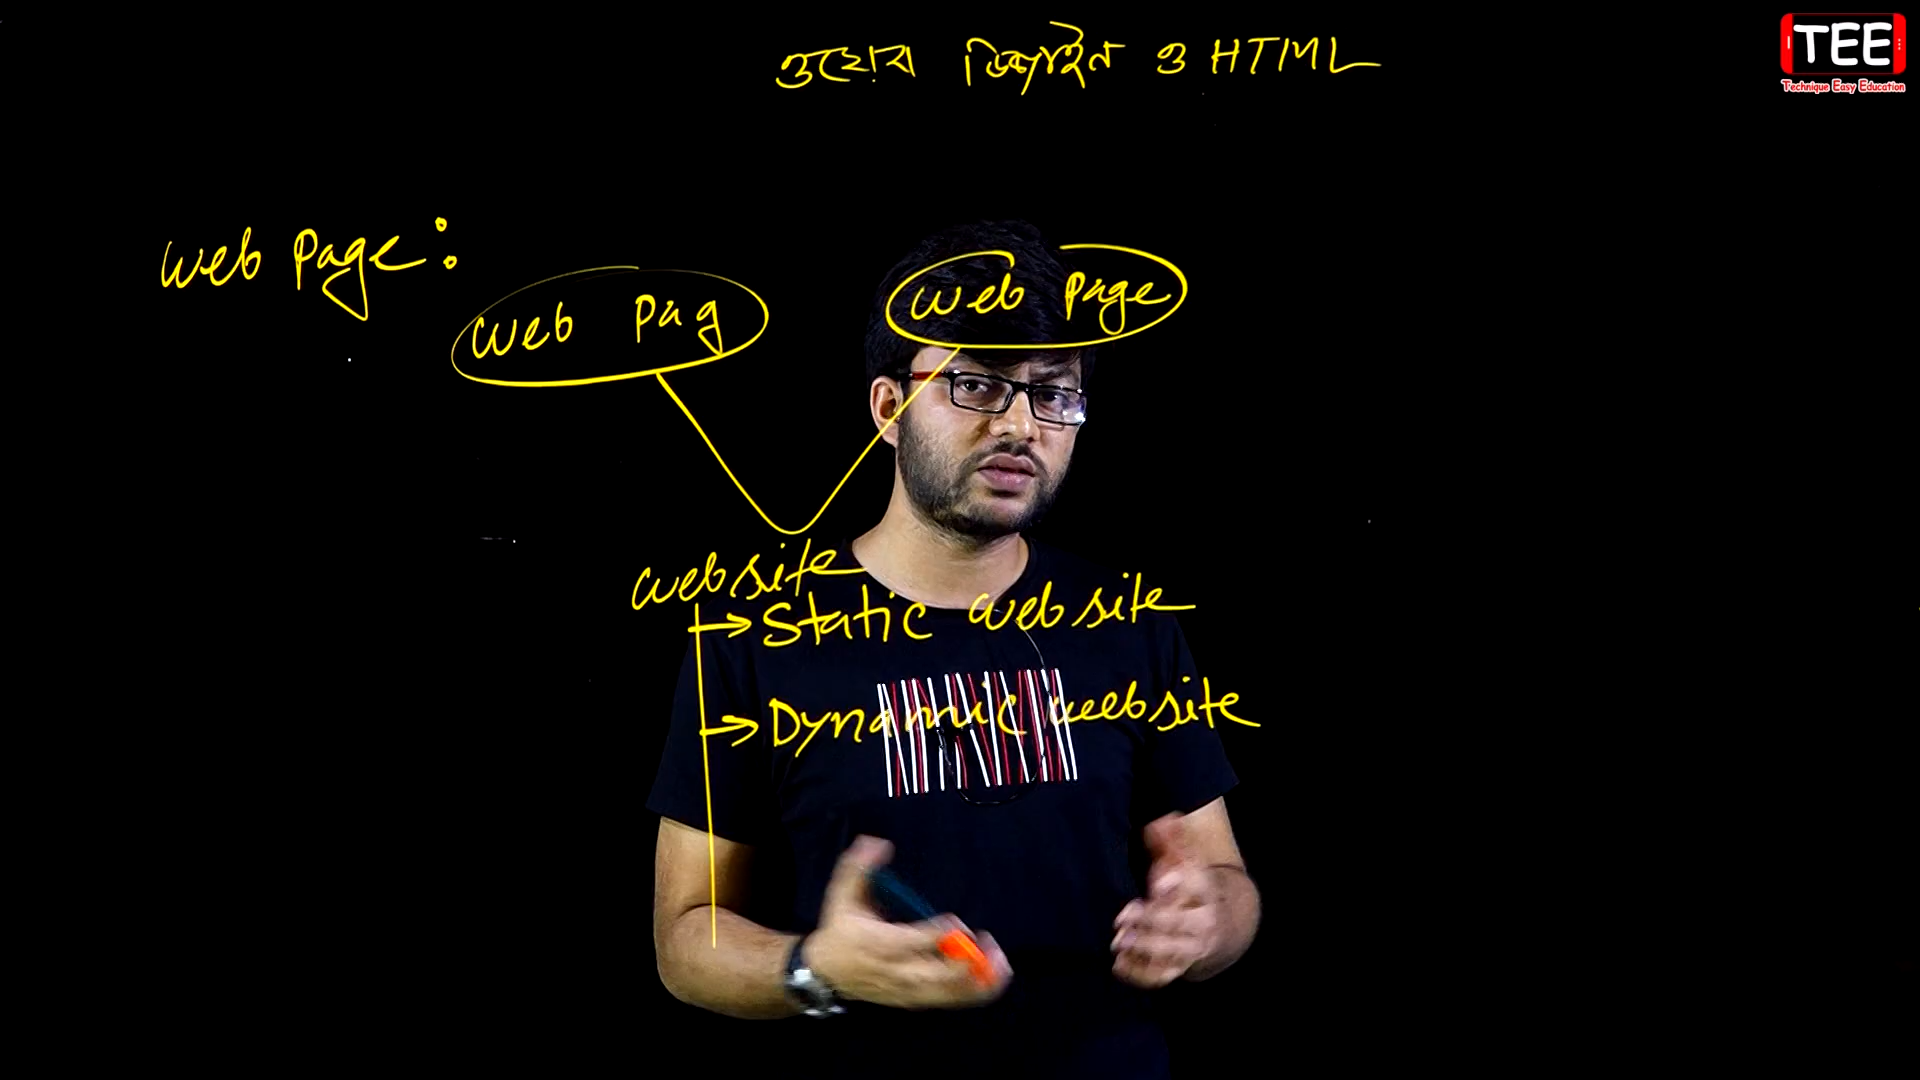 ওয়েব ডিজাইন ও HTML
TEE
Technique Easy Education
Web Page:
Web Pag
Web Page
Website
Static Website
Dynamic Website